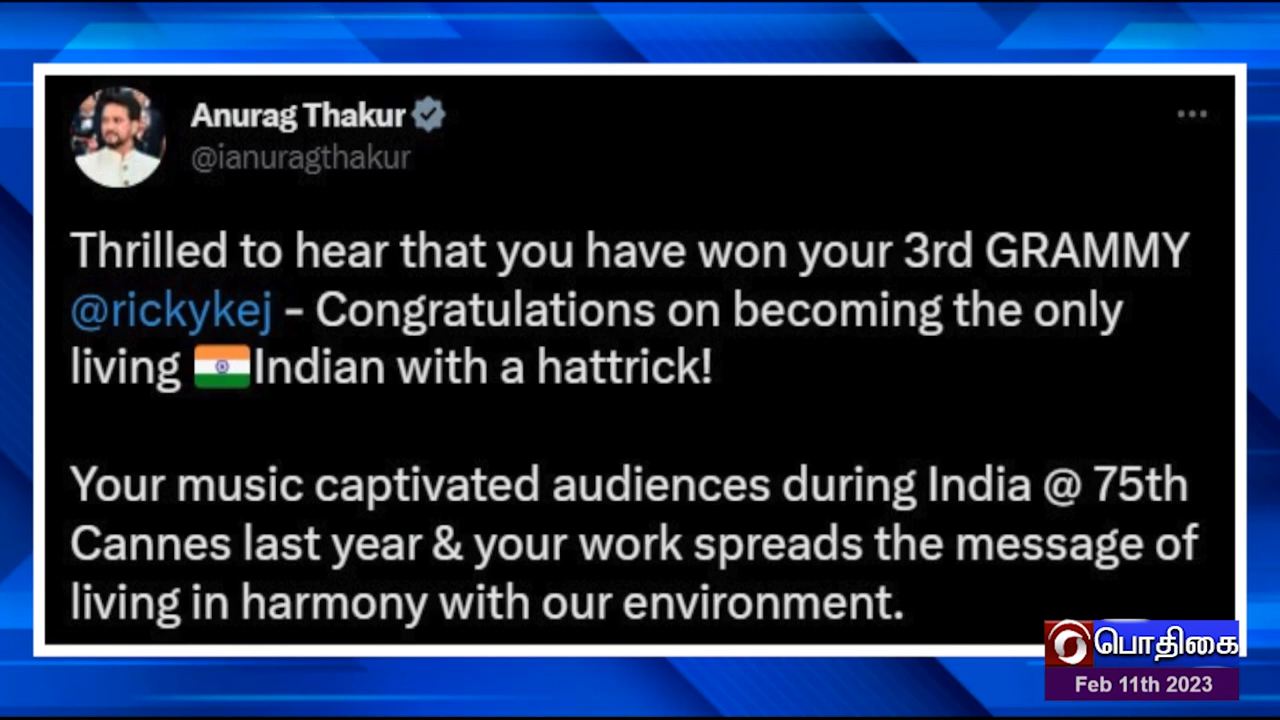 Anurag Thakur
@ianuragthakur
Thrilled to hear that you have won your 3rd GRAMMY
@rickykej – Congratulations on becoming the only
living 🇮🇳Indian with a hattrick!
Your music captivated audiences during India @ 75th
Cannes last year & your work spreads the message of
living in harmony with our environment.
பொதிகை
Feb 11th 2023